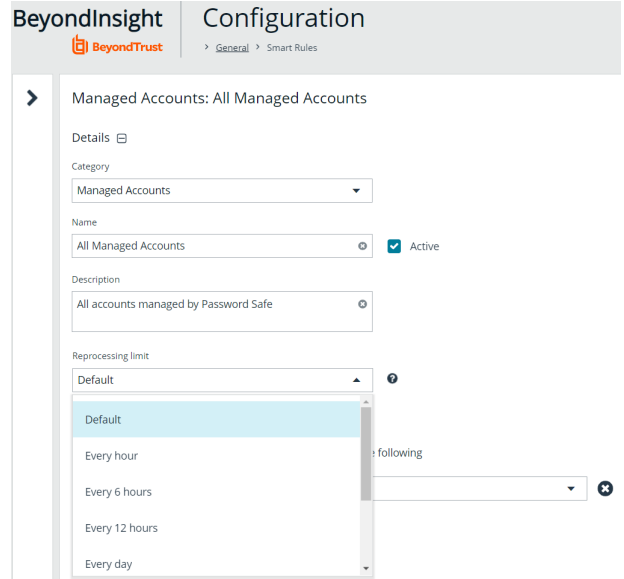 BeyondInsight
BeyondTrust
Configuration
> General > Smart Rules
Managed Accounts: All Managed Accounts
Details
Category
Managed Accounts
Name
All Managed Accounts
Active
Description
All accounts managed by Password Safe
Reprocessing limit
Default
Default
Every hour
following
Every 6 hours
Every 12 hours
Every day